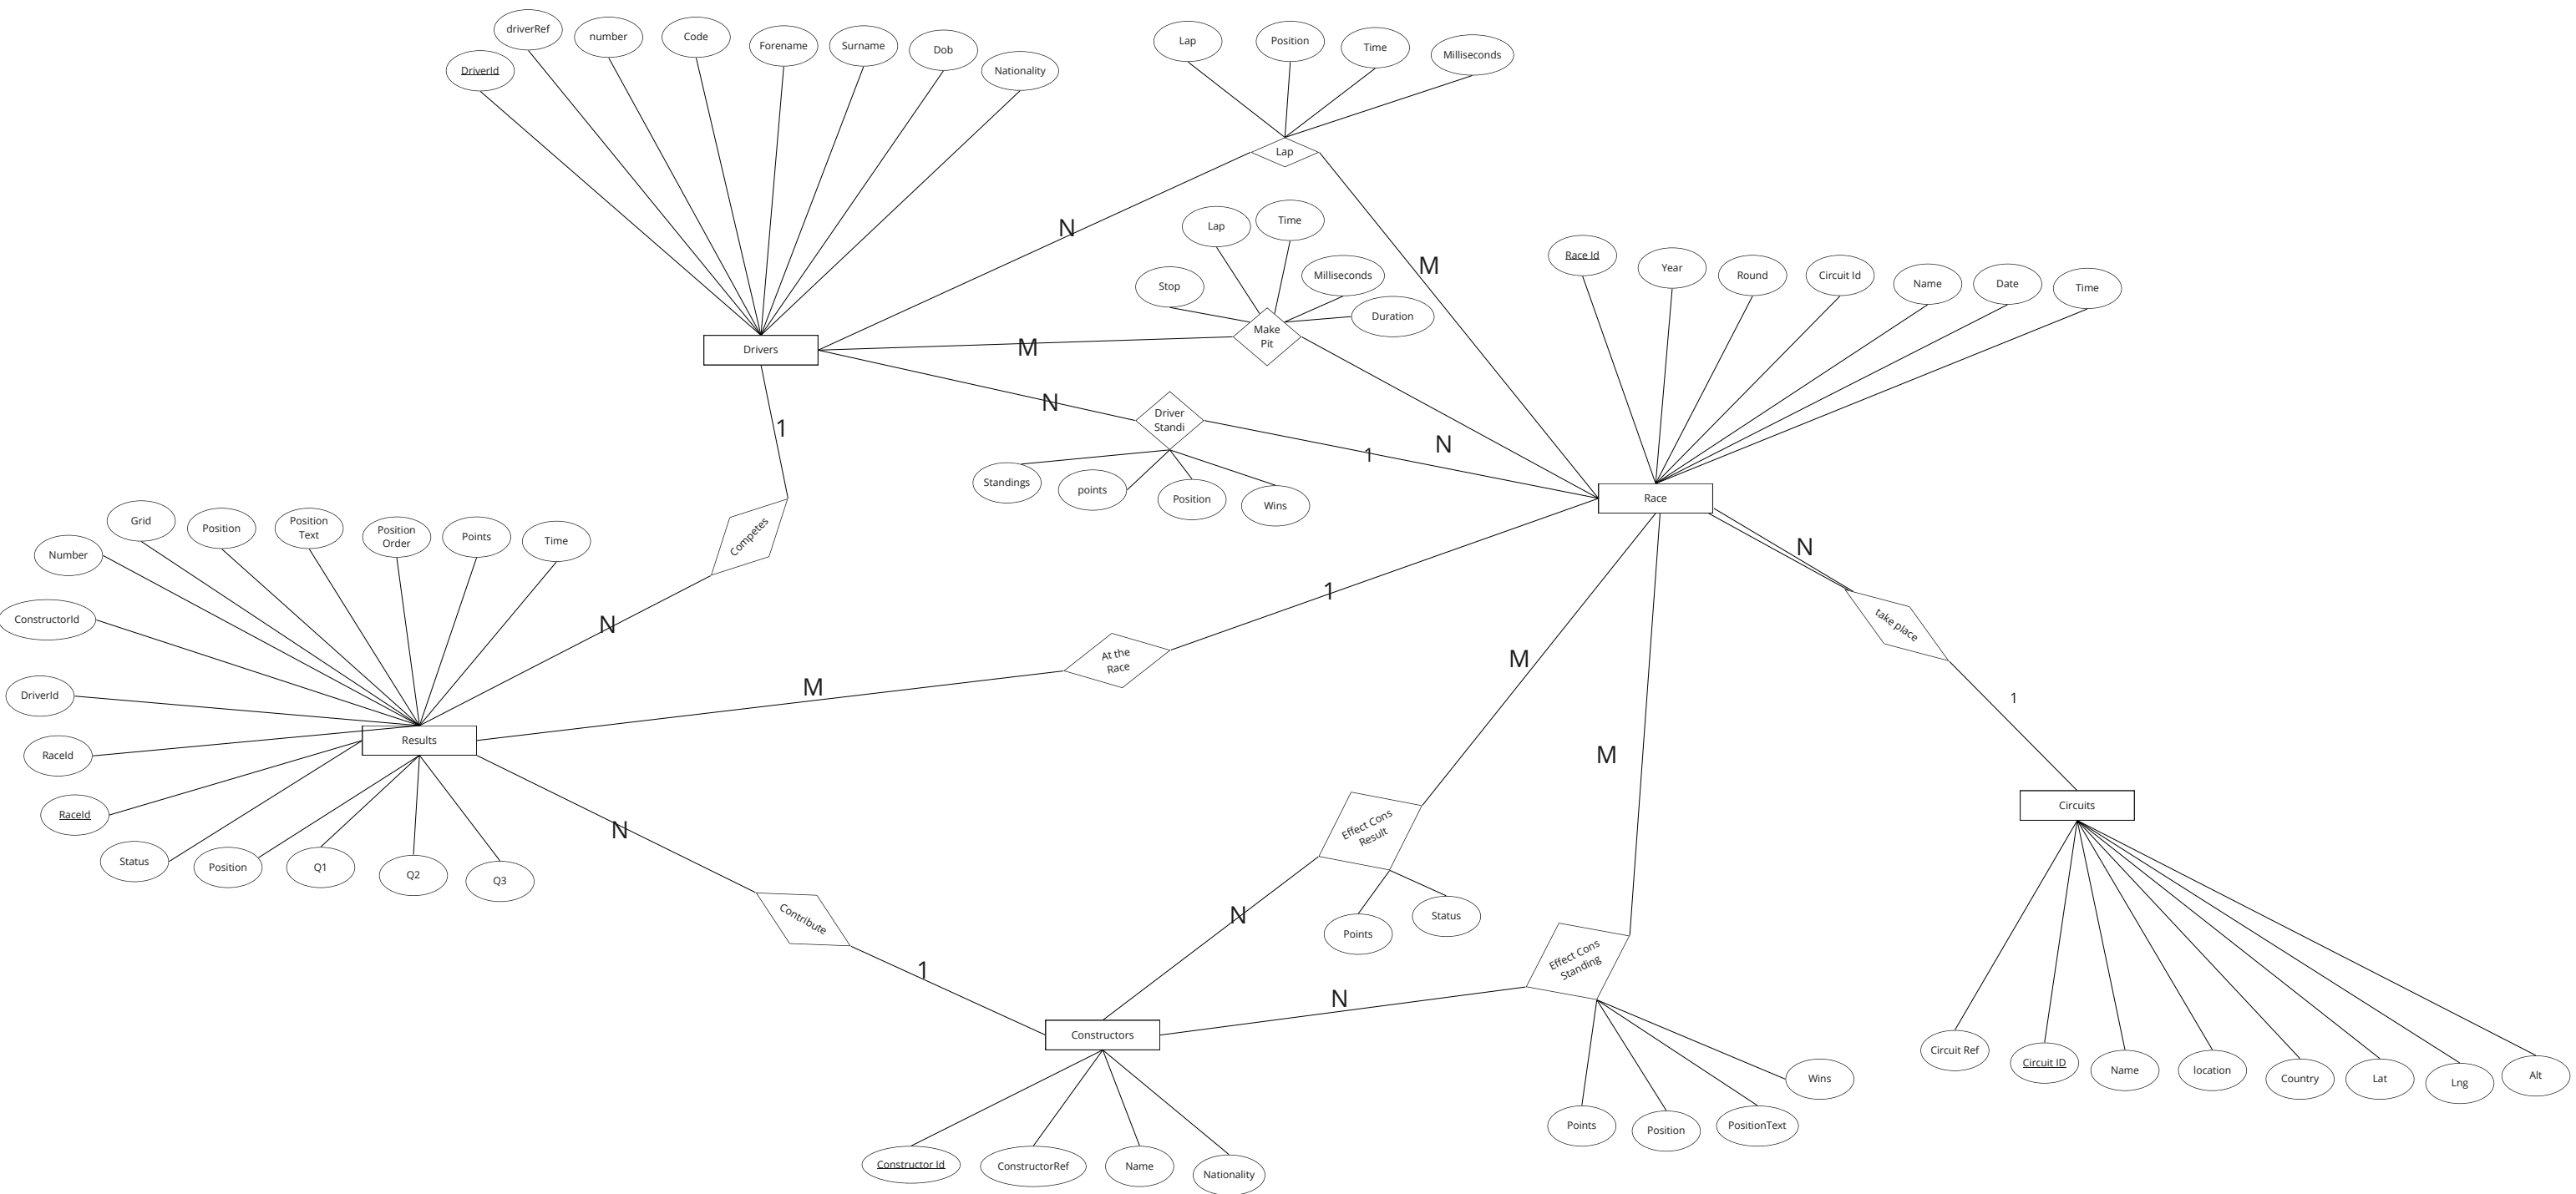 driverRef
number
Code
Forename
Surname
Dob
Nationality
DriverId
Lap
Position
Time
Milliseconds
Lap
N
M
Lap
Time
Stop
Milliseconds
Duration
Make
Pit
Race Id
Year
Round
Circuit Id
Name
Date
Time
Drivers
M
N
Driver
Standi
1
N
1
Standings
points
Position
Wins
Race
Grid
Position
Position
Text
Position
Order
Points
Time
Number
Competes
N
N
1
take place
ConstructorId
At the
Race
M
M
DriverId
M
1
Results
RaceId
RaceId
Status
Position
Q1
Q2
Q3
N
Contribute
Effect Cons
Result
Circuits
N
Points
Status
1
Effect Cons
Standing
N
Constructors
Circuit Ref
Circuit ID
Name
location
Country
Lat
Lng
Alt
Wins
Points
Position
PositionText
Constructor Id
ConstructorRef
Name
Nationality